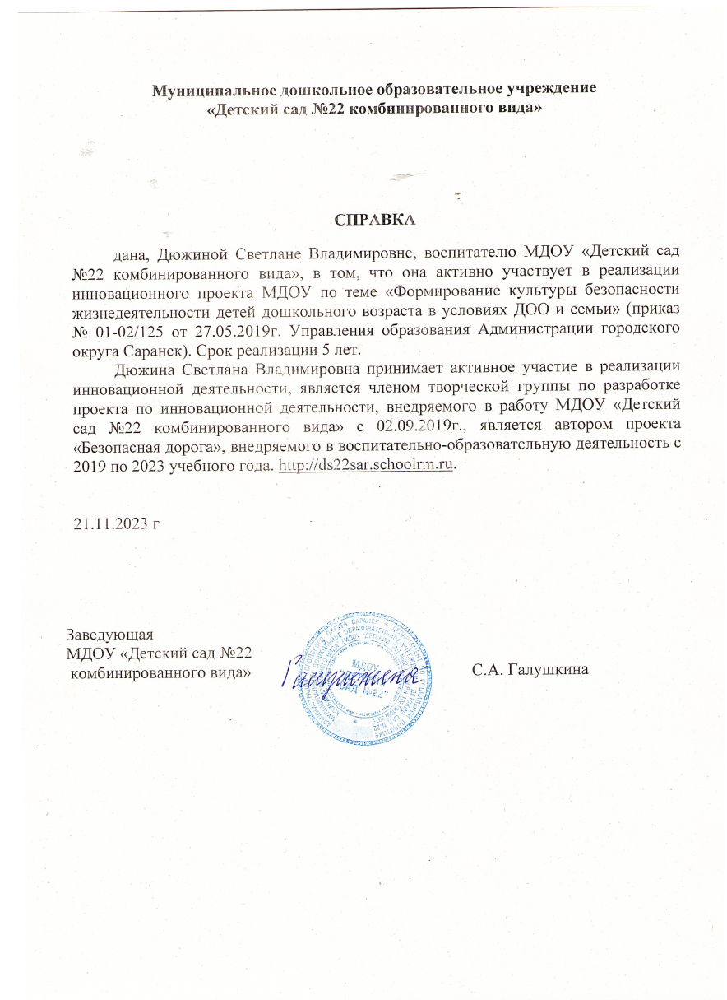 Муниципальное дошкольное образовательное учреждение
«Детский сад №22 комбинированного вида»
СПРАВКА
дана, Дюжиной Светлане Владимировне, воспитателю МДОУ «Детский сад
№22 комбинированного вида», в том, что она активно участвует в реализации
инновационного проекта МДОУ по теме «Формирование культуры безопасности
жизнедеятельности детей дошкольного возраста в условиях ДОО и семьи» (приказ
№ 01-02/125 от 27.05.2019г. Управления образования Администрации городского
округа Саранск). Срок реализации 5 лет.
Дюжина Светлана Владимировна принимает активное участие в реализации
инновационной деятельности, является членом творческой группы по разработке
проекта по инновационной деятельности, внедряемого в работу МДОУ «Детский
сад №22 комбинированного вида» с 02.09.2019г., является автором проекта
«Безопасная дорога», внедряемого в воспитательно-образовательную деятельность с
2019 по 2023 учебного года. http://ds22sar.schoolrm.ru.
21.11.2023 г
Заведующая
МДОУ «Детский сад №22
комбинированного вида»
С.А. Галушкина
МДОУ
САД №22"